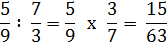 5/9 : 7/3 = 5/9 x 3/7 = 15/63